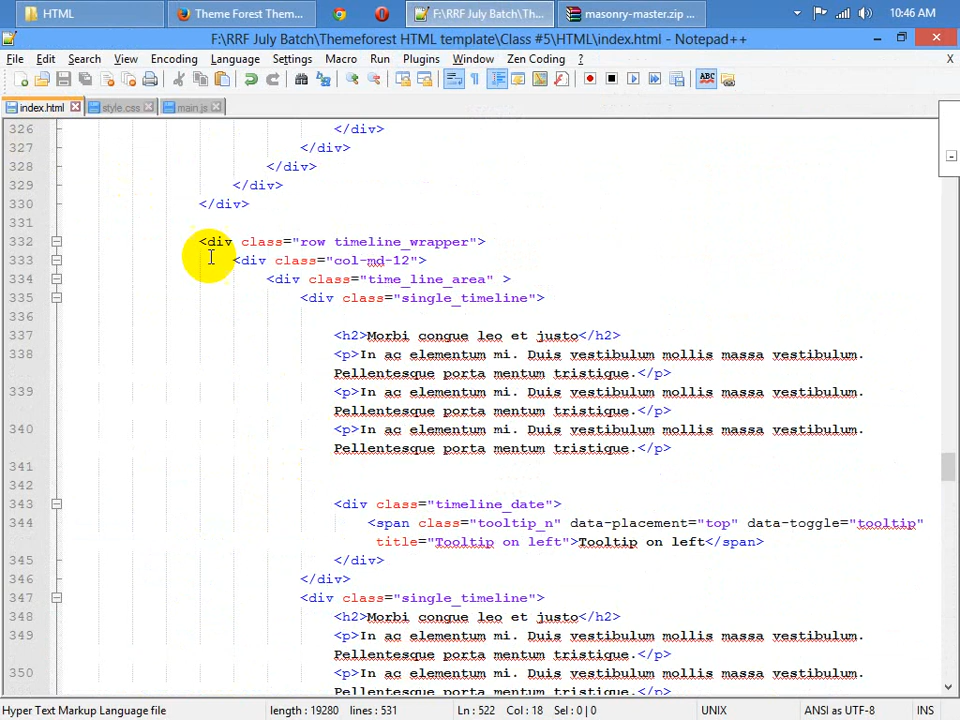 HTML
Theme Forest Them...
F:\RRF July Batch\The...
masonry-master.zip ...
10:46 AM
F:\RRF July Batch\Themeforest HTML template\Class #5\HTML\index.html - Notepad++
File Edit Search View Encoding Language Settings Macro Run Plugins Window Zen Coding ? X
index.html style.css main.js
326 </div>
327 </div>
328 </div>
329 </div>
330 </div>
331
332 <div class="row timeline_wrapper">
333 <div class="col-md-12">
334 <div class="time_line_area" >
335 <div class="single_timeline">
336
337 <h2>Morbi congue leo et justo</h2>
338 <p>In ac elementum mi. Duis vestibulum mollis massa vestibulum.
Pellentesque porta mentum tristique.</p>
339 <p>In ac elementum mi. Duis vestibulum mollis massa vestibulum.
Pellentesque porta mentum tristique.</p>
340 <p>In ac elementum mi. Duis vestibulum mollis massa vestibulum.
Pellentesque porta mentum tristique.</p>
341
342
343 <div class="timeline_date">
344 <span class="tooltip_n" data-placement="top" data-toggle="tooltip"
title="Tooltip on left">Tooltip on left</span>
345 </div>
346 </div>
347 <div class="single_timeline">
348 <h2>Morbi congue leo et justo</h2>
349 <p>In ac elementum mi. Duis vestibulum mollis massa vestibulum.
Pellentesque porta mentum tristique.</p>
350 <p>In ac elementum mi. Duis vestibulum mollis massa vestibulum.
Pellentesque porta mentum tristique.</p>
Hyper Text Markup Language file length : 19280 lines : 531 Ln : 522 Col : 18 Sel : 0 | 0 UNIX ANSI as UTF-8 INS